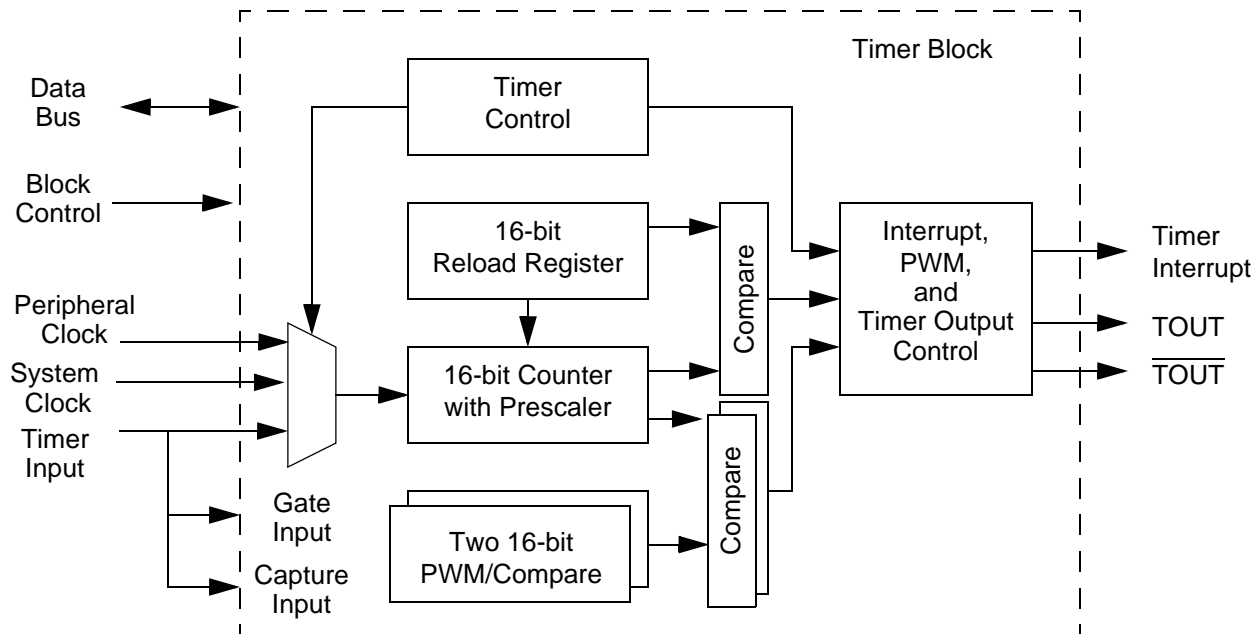 Timer Block
Data
Bus
Timer
Control
Block
Control
16-bit
Reload Register
Compare
Interrupt,
PWM,
and
Timer Output
Control
Timer
Interrupt
Peripheral
Clock
TOUT
System
Clock
16-bit Counter
with Prescaler
T̅O̅U̅T̅
Timer
Input
Gate
Input
Two 16-bit
PWM/Compare
Compare
Capture
Input